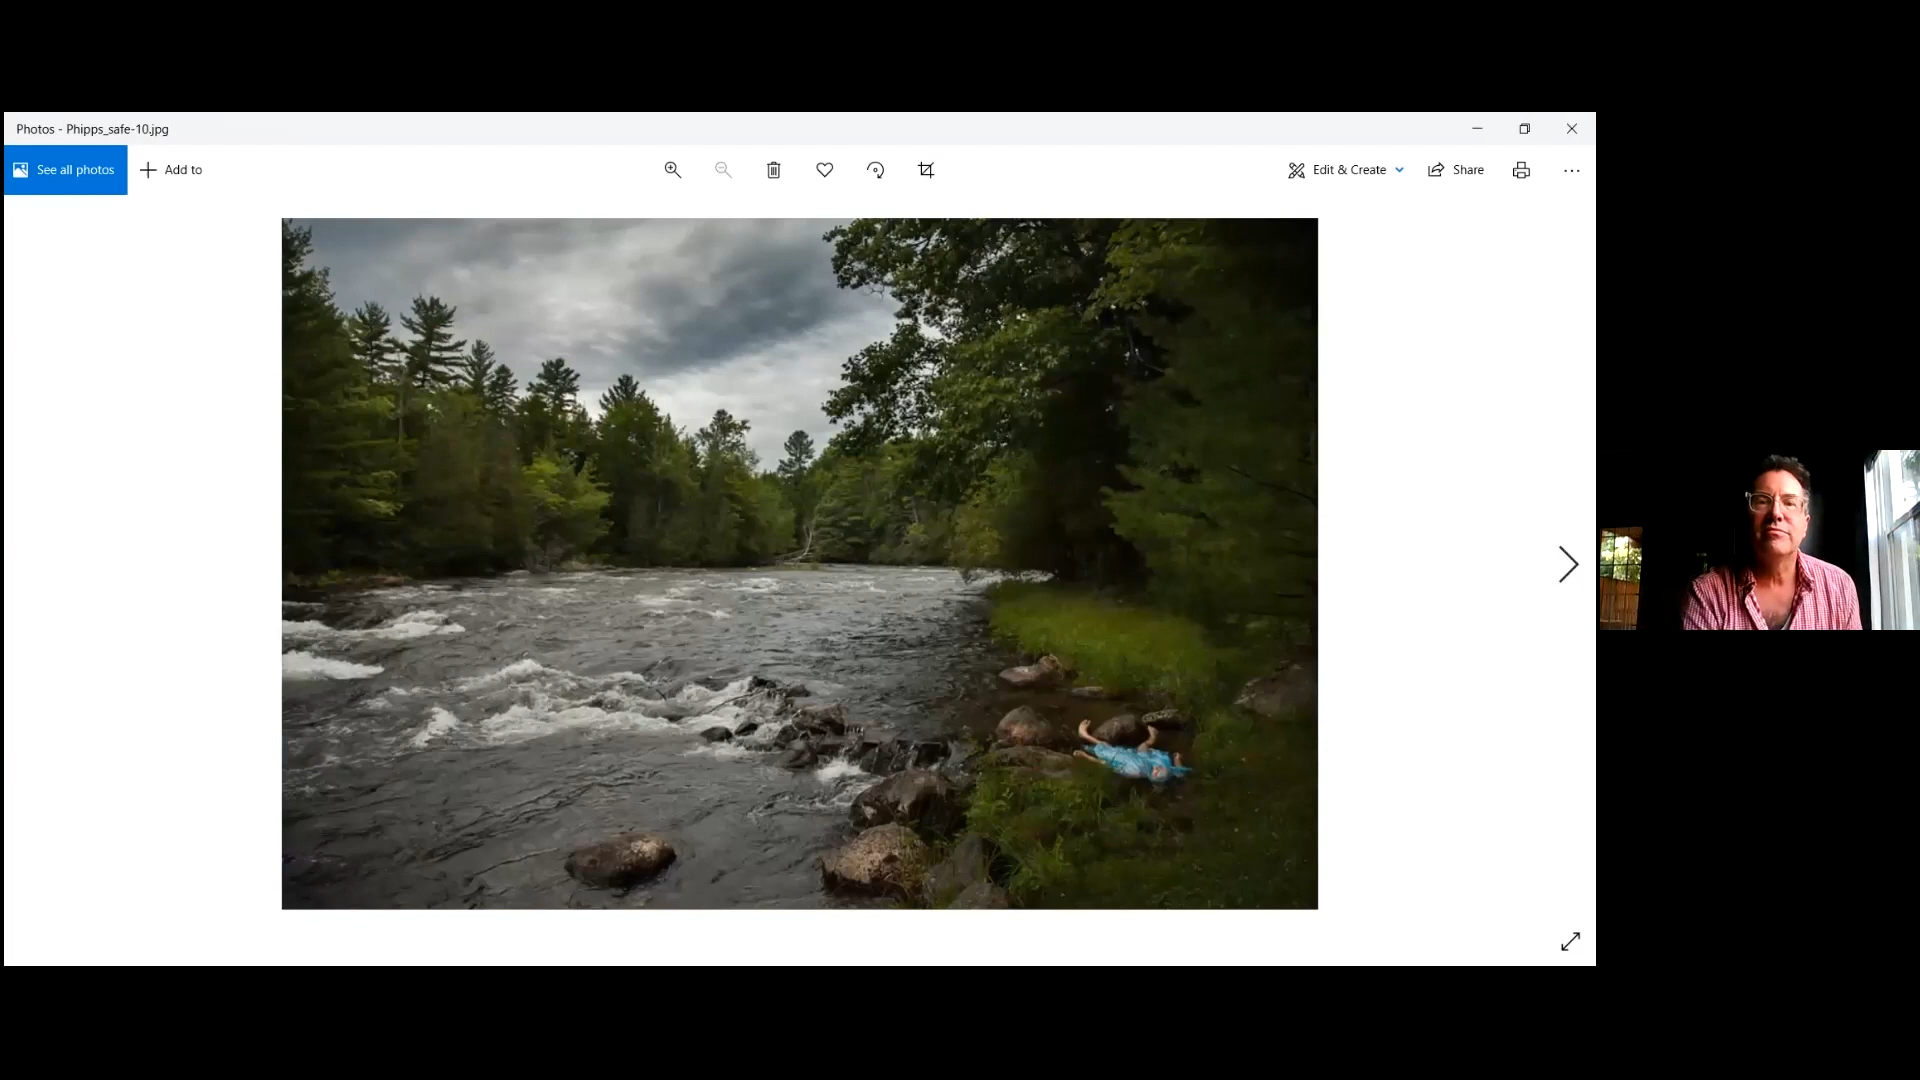 Photos - Phipps_safe-10.jpg
See all photos
Add to
Edit & Create
Share